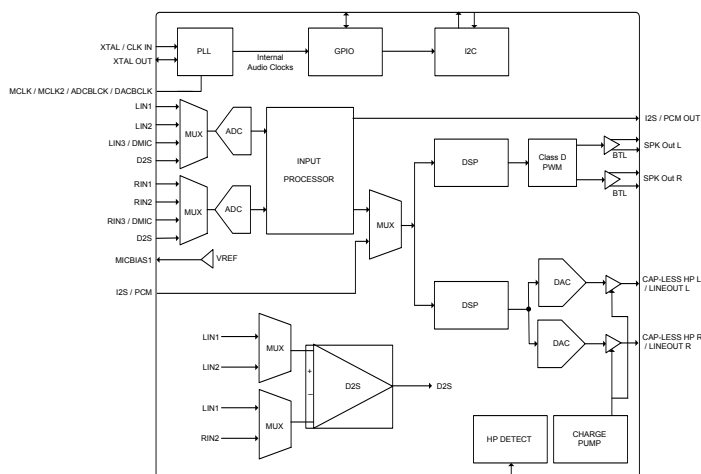 XTAL / CLK IN
XTAL OUT
PLL
Internal
Audio Clocks
GPIO
I2C
MCLK / MCLK2 / ADCBLCK / DACBCLK
LIN1
LIN2
LIN3 / DMIC
D2S
MUX
ADC
RIN1
RIN2
RIN3 / DMIC
D2S
MUX
ADC
INPUT
PROCESSOR
I2S / PCM OUT
MICBIAS1
VREF
I2S / PCM
MUX
DSP
Class D
PWM
BTL
SPK Out L
BTL
SPK Out R
DSP
DAC
CAP-LESS HP L
/ LINEOUT L
DAC
CAP-LESS HP R
/ LINEOUT R
LIN1
LIN2
MUX
LIN1
RIN2
MUX
+
–
D2S
D2S
HP DETECT
CHARGE
PUMP